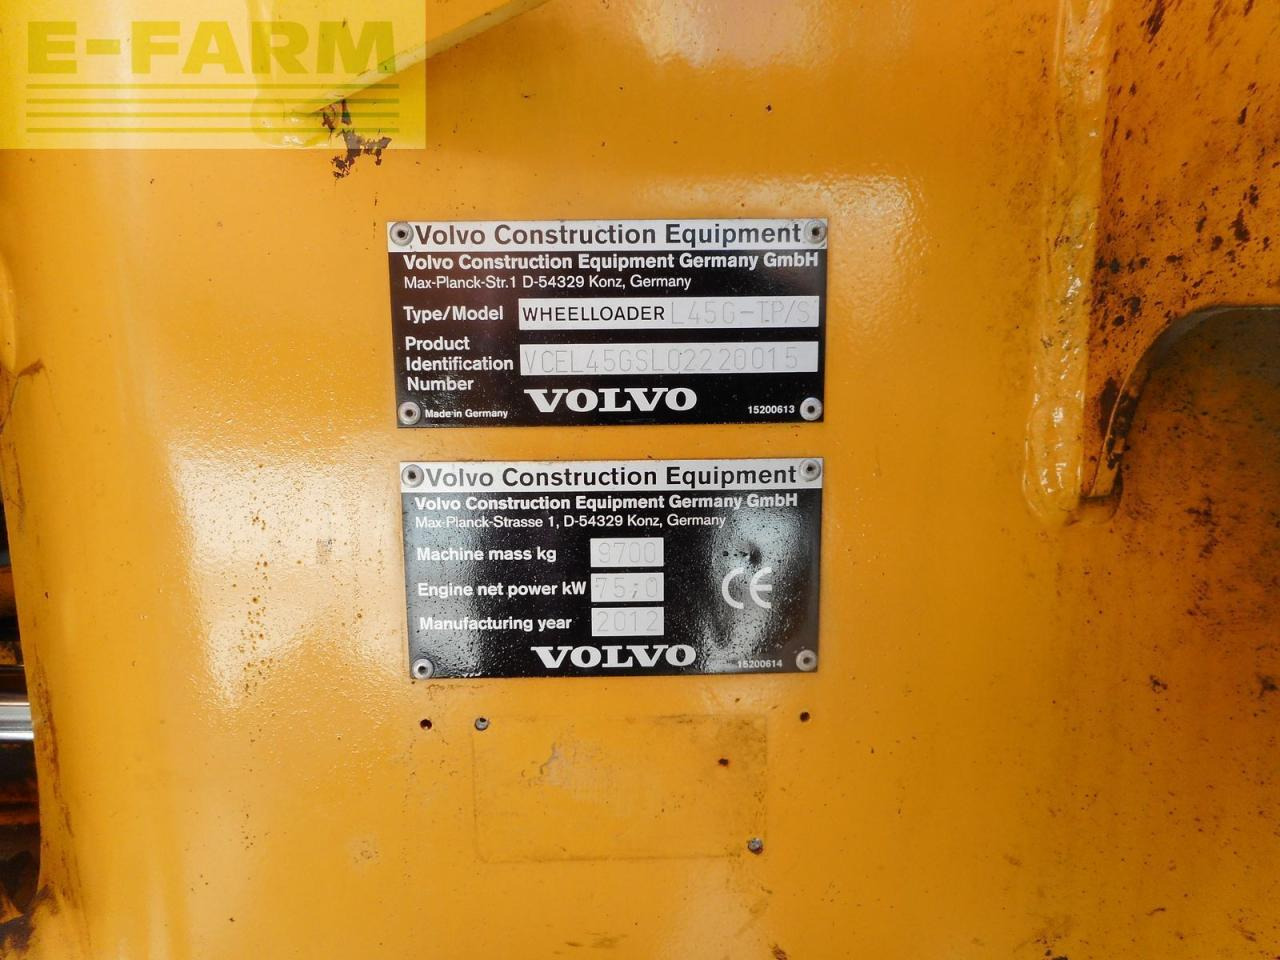 E-FARM
Volvo Construction Equipment
Volvo Construction Equipment Germany GmbH
Max-Planck-Str.1 D-54329 Konz, Germany
Type/Model WHEELLOADER L45G-TP/S
Product
Identification VCEL45GSL02220015
Number
VOLVO
Made in Germany 15200613
Volvo Construction Equipment
Volvo Construction Equipment Germany GmbH
Max-Planck-Strasse 1, D-54329 Konz, Germany
Machine mass kg 9700
Engine net power kW 75,0
CE
Manufacturing year 2012
VOLVO
15200614